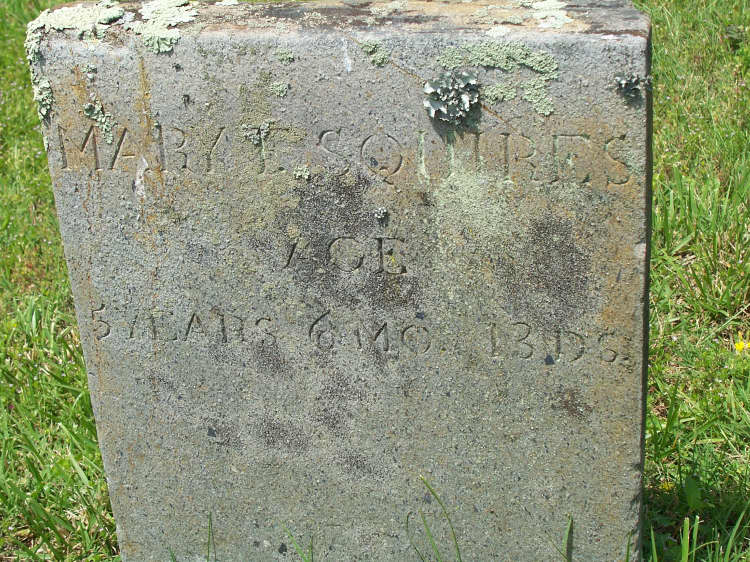 MARY E. SQUIRES
AGE
5 YEARS 6 MO. 13 DS.